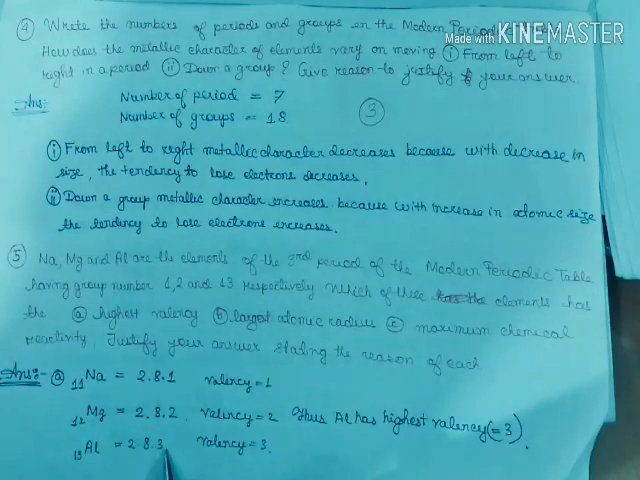 ④ Write the numbers of periods and groups in the Modern Periodic
Made with KINEMASTER
How does the metallic character of elements vary on moving ⓘ From left to
right in a period ⓘⓘ Down a group? Give reason to justify your answer
Ans:
Number of period = 7
Number of groups = 18
③
ⓘ From left to right metallic character decreases because with decrease in
size, the tendency to lose electrons decreases.
ⓘⓘ Down a group metallic character increases because with increase in atomic size
the tendency to lose electrons increases.
⑤ Na, Mg and Al are the elements of the 3rd period of the Modern Periodic Table
having group number 1,2 and 13 respectively which of these elements has
the ⓐ highest valency ⓑ largest atomic radius ⓒ maximum chemical
reactivity. Justify your answer stating the reason of each
Ans:- ⓐ ₁₁Na = 2.8.1 valency = 1
₁₂Mg = 2.8.2 valency = 2 Thus Al has highest valency (= 3).
₁₃Al = 2 8.3 valency = 3.